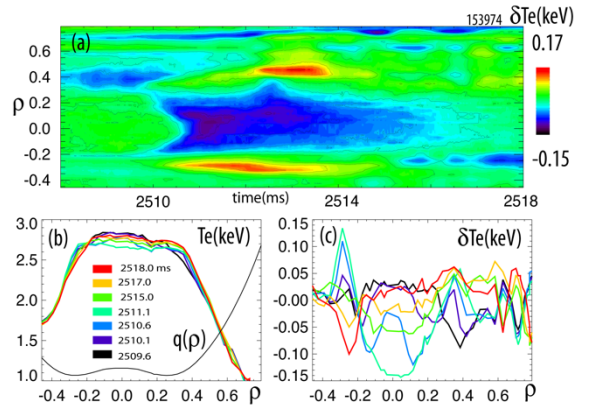 153974 δTe(keV)
0.17
-0.15
(a)
0.8
0.6
0.4
0.2
0.0
-0.2
-0.4
ρ
2510 time(ms) 2514 2518
(b) Te(keV)
3.0
2.5
2.0
1.5
1.0
2518.0 ms
2517.0
2515.0
2511.1
2510.6
2510.1
2509.6
q(ρ)
-0.4 -0.2 0.0 0.2 0.4 0.6 ρ
(c) δTe(keV)
0.15
0.10
0.05
-0.00
-0.05
-0.10
-0.15
-0.4 -0.2 0.0 0.2 0.4 0.6 ρ